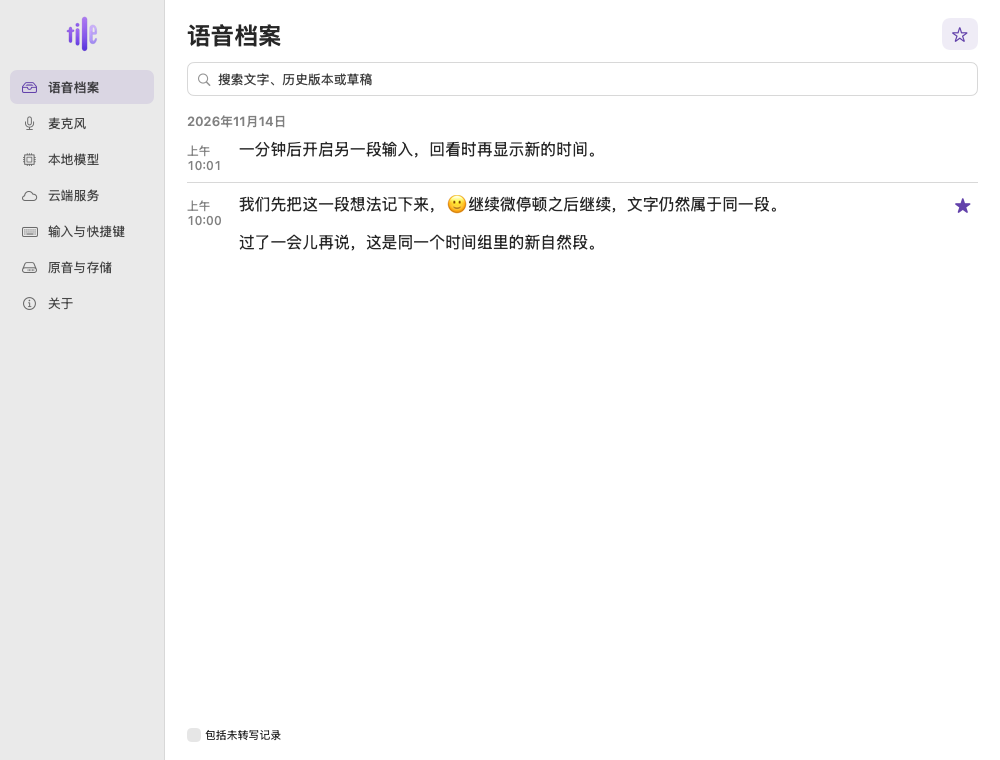 tile
语音档案
麦克风
本地模型
云端服务
输入与快捷键
原音与存储
关于
语音档案
搜索文字、历史版本或草稿
2026年11月14日
上午
10:01
一分钟后开启另一段输入，回看时再显示新的时间。
上午
10:00
我们先把这一段想法记下来，🙂继续微停顿之后继续，文字仍然属于同一段。
过了一会儿再说，这是同一个时间组里的新自然段。
包括未转写记录